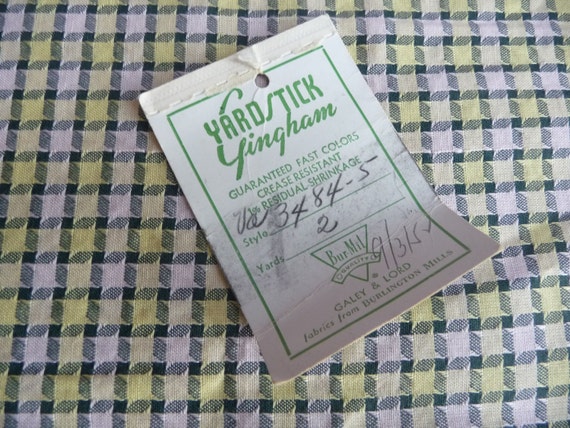 YARDSTICK
Gingham
GUARANTEED FAST COLORS
CREASE RESISTANT
RESIDUAL SHRINKAGE
Style 3484-5
Yards 2
Bur-Mil
QUALITY
GALEY & LORD
fabrics from BURLINGTON MILLS